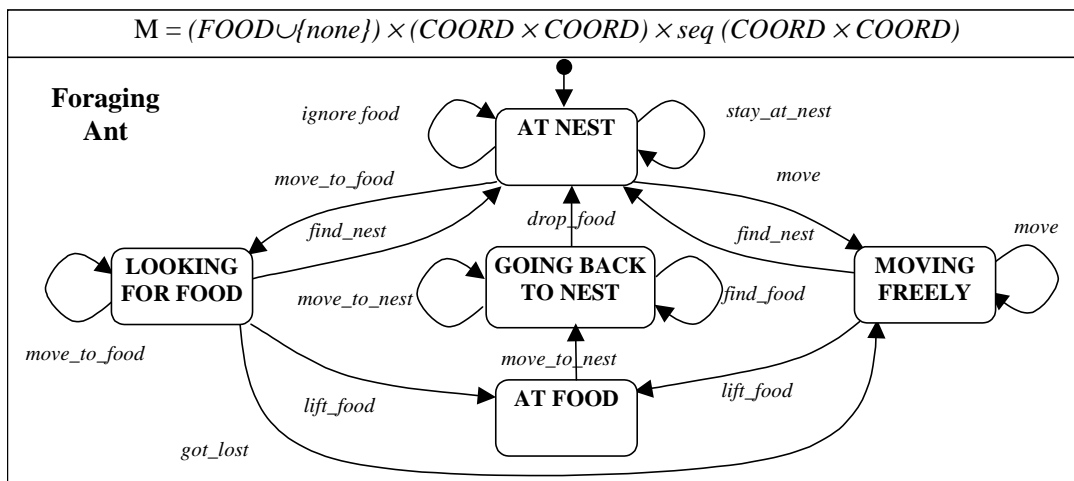 M = (FOOD∪{none}) × (COORD × COORD) × seq (COORD × COORD)
Foraging
Ant
ignore food
AT NEST
stay_at_nest
move_to_food
move
drop_food
find_nest
find_nest
move
LOOKING
FOR FOOD
GOING BACK
TO NEST
MOVING
FREELY
move_to_nest
find_food
move_to_food
move_to_nest
lift_food
AT FOOD
lift_food
got_lost